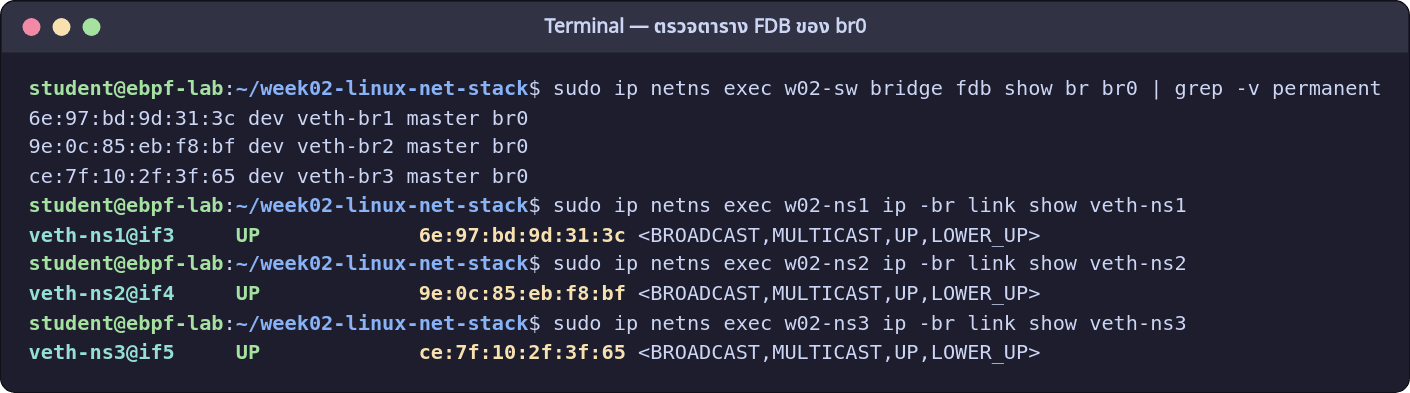 Terminal — ตรวจตาราง FDB ของ br0
student@ebpf-lab:~/week02-linux-net-stack$ sudo ip netns exec w02-sw bridge fdb show br br0 | grep -v permanent
6e:97:bd:9d:31:3c dev veth-br1 master br0
9e:0c:85:eb:f8:bf dev veth-br2 master br0
ce:7f:10:2f:3f:65 dev veth-br3 master br0
student@ebpf-lab:~/week02-linux-net-stack$ sudo ip netns exec w02-ns1 ip -br link show veth-ns1
veth-ns1@if3     UP             6e:97:bd:9d:31:3c <BROADCAST,MULTICAST,UP,LOWER_UP>
student@ebpf-lab:~/week02-linux-net-stack$ sudo ip netns exec w02-ns2 ip -br link show veth-ns2
veth-ns2@if4     UP             9e:0c:85:eb:f8:bf <BROADCAST,MULTICAST,UP,LOWER_UP>
student@ebpf-lab:~/week02-linux-net-stack$ sudo ip netns exec w02-ns3 ip -br link show veth-ns3
veth-ns3@if5     UP             ce:7f:10:2f:3f:65 <BROADCAST,MULTICAST,UP,LOWER_UP>